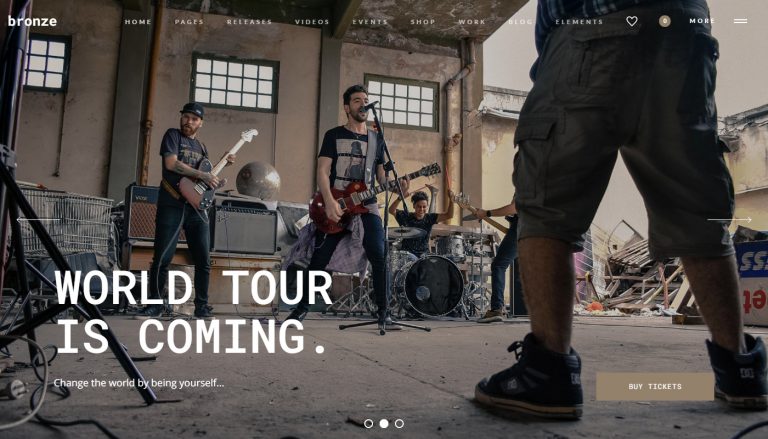 bronze
HOME
PAGES
RELEASES
VIDEOS
EVENTS
SHOP
WORK
BLOG
ELEMENTS
0
MORE
VOX
WORLD TOUR
IS COMING.
Change the world by being yourself...
BUY TICKETS